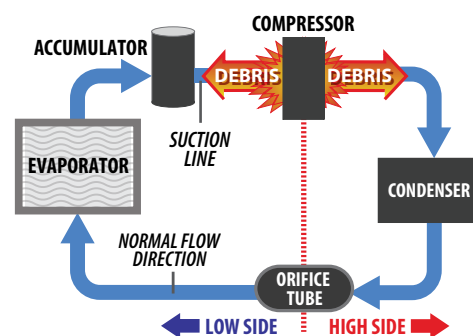 COMPRESSOR
ACCUMULATOR
DEBRIS
DEBRIS
SUCTION
LINE
EVAPORATOR
CONDENSER
NORMAL FLOW
DIRECTION
ORIFICE
TUBE
LOW SIDE
HIGH SIDE